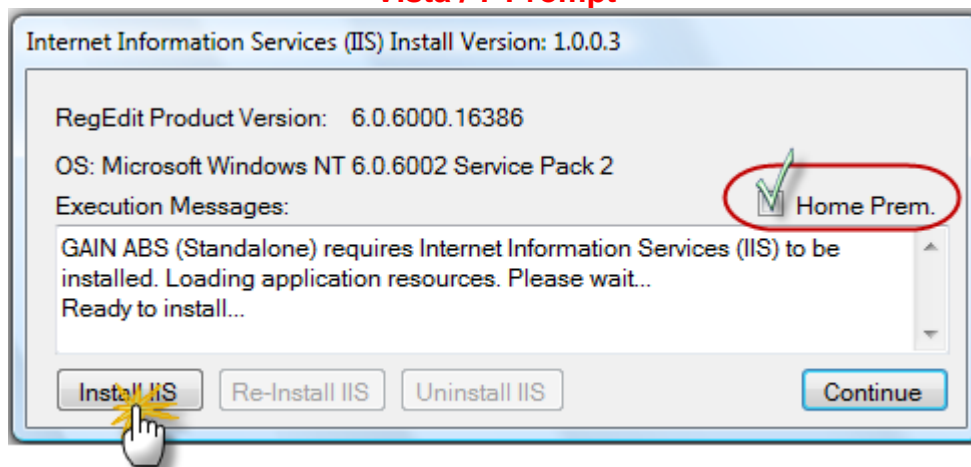 Vista / 7 Prompt
Internet Information Services (IIS) Install Version: 1.0.0.3
RegEdit Product Version: 6.0.6000.16386
OS: Microsoft Windows NT 6.0.6002 Service Pack 2
Execution Messages:
Home Prem.
GAIN ABS (Standalone) requires Internet Information Services (IIS) to be
installed. Loading application resources. Please wait...
Ready to install...
Install IIS
Re-Install IIS
Uninstall IIS
Continue